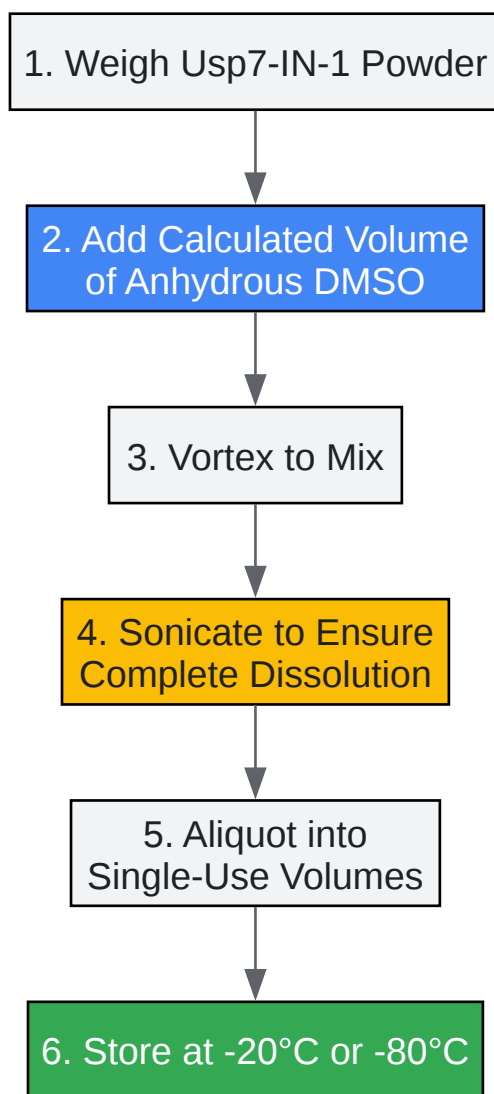 1. Weigh Usp7-IN-1 Powder
2. Add Calculated Volume
of Anhydrous DMSO
3. Vortex to Mix
4. Sonicate to Ensure
Complete Dissolution
5. Aliquot into
Single-Use Volumes
6. Store at -20°C or -80°C